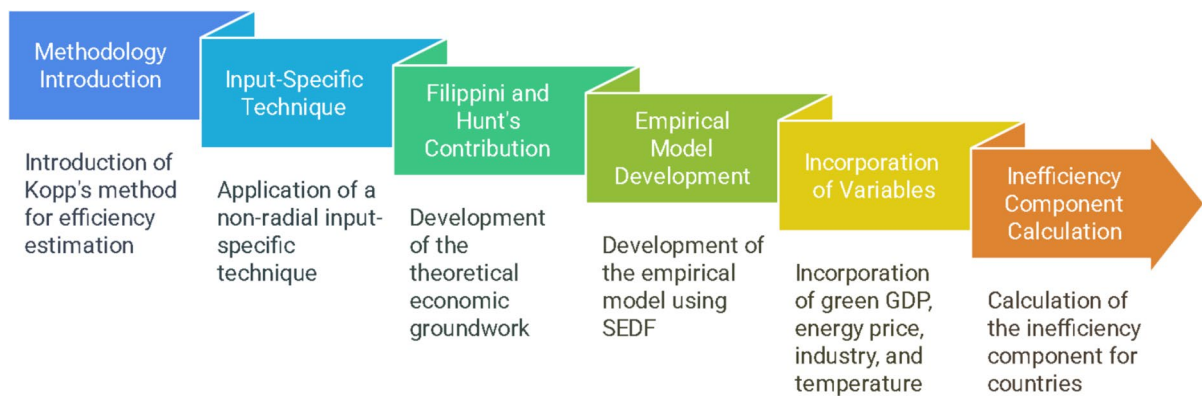 Methodology
Introduction
Introduction of
Kopp's method
for efficiency
estimation
Input-Specific
Technique
Application of a
non-radial input-
specific
technique
Filippini and
Hunt's
Contribution
Development
of the
theoretical
economic
groundwork
Empirical
Model
Development
Development of
the empirical
model using
SEDF
Incorporation
of Variables
Incorporation
of green GDP,
energy price,
industry, and
temperature
Inefficiency
Component
Calculation
Calculation of
the inefficiency
component for
countries